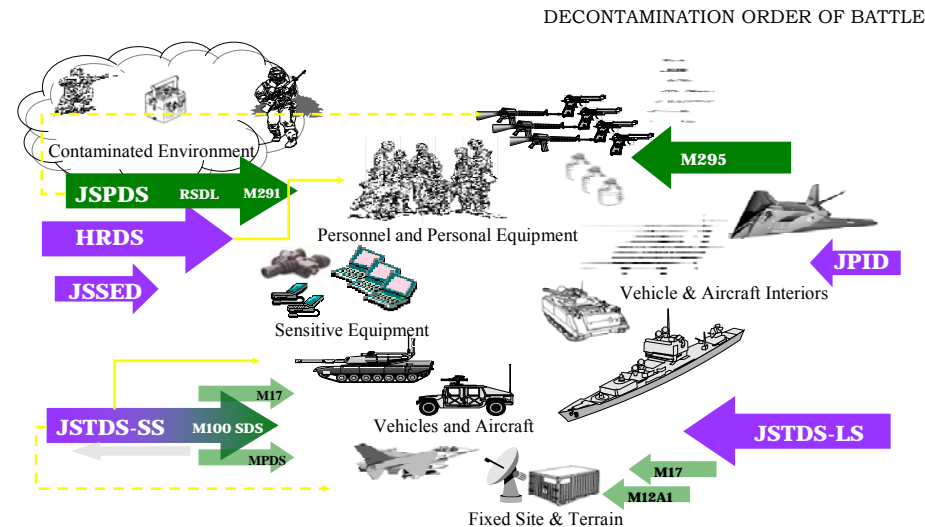 DECONTAMINATION ORDER OF BATTLE
Contaminated Environment
M295
JSPDS RSDL M291
HRDS
Personnel and Personal Equipment
JPID
JSSED
Vehicle & Aircraft Interiors
Sensitive Equipment
M17
JSTDS-SS M100 SDS
Vehicles and Aircraft
JSTDS-LS
MPDS
M17
M12A1
Fixed Site & Terrain